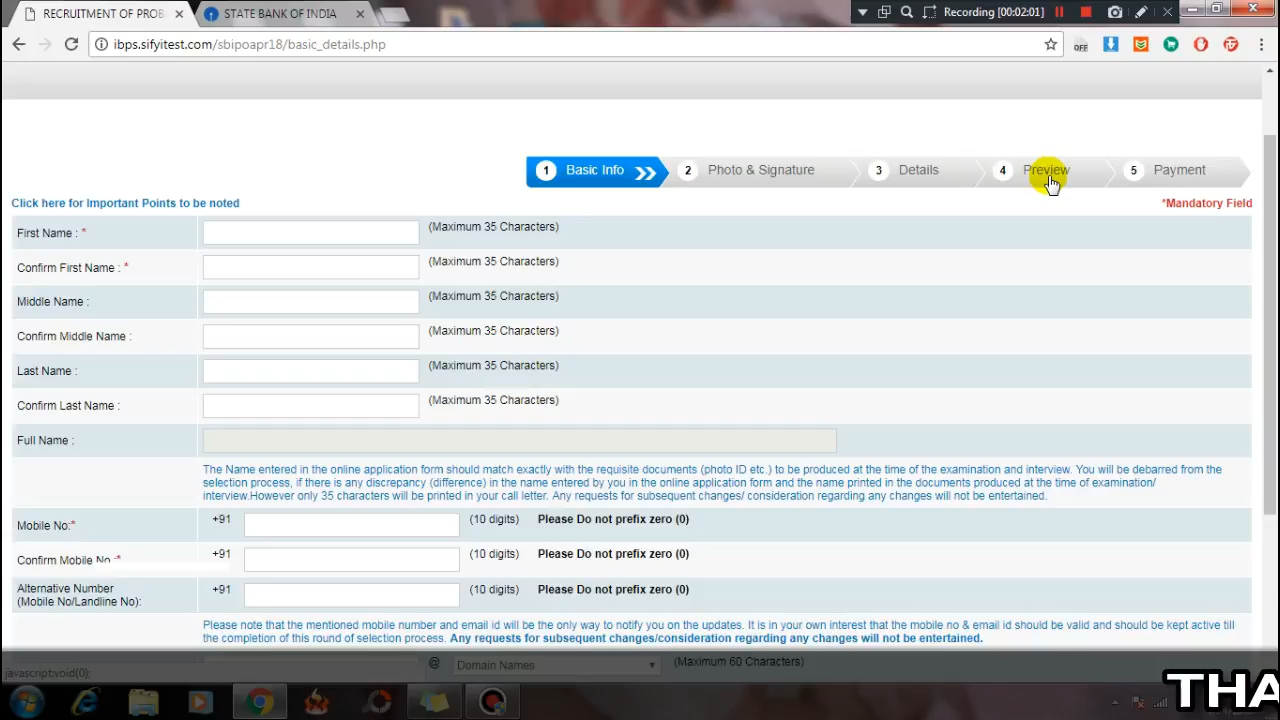 RECRUITMENT OF PROB
STATE BANK OF INDIA
Recording [00:02:01]
ibps.sifyitest.com/sbipoapr18/basic_details.php
OFF
1 Basic Info
2 Photo & Signature
3 Details
4 Preview
5 Payment
Click here for Important Points to be noted
*Mandatory Field
First Name : *
(Maximum 35 Characters)
Confirm First Name : *
(Maximum 35 Characters)
Middle Name :
(Maximum 35 Characters)
Confirm Middle Name :
(Maximum 35 Characters)
Last Name :
(Maximum 35 Characters)
Confirm Last Name :
(Maximum 35 Characters)
Full Name :
The Name entered in the online application form should match exactly with the requisite documents (photo ID etc.) to be produced at the time of the examination and interview. You will be debarred from the
selection process, if there is any discrepancy (difference) in the name entered by you in the online application form and the name printed in the documents produced at the time of examination/
interview.However only 35 characters will be printed in your call letter. Any requests for subsequent changes/ consideration regarding any changes will not be entertained.
Mobile No:*
+91
(10 digits)
Please Do not prefix zero (0)
Confirm Mobile No :*
+91
(10 digits)
Please Do not prefix zero (0)
Alternative Number
(Mobile No/Landline No):
+91
(10 digits)
Please Do not prefix zero (0)
Please note that the mentioned mobile number and email id will be the only way to notify you on the updates. It is in your own interest that the mobile no & email id should be valid and should be kept active till
the completion of this round of selection process. Any requests for subsequent changes/consideration regarding any changes will not be entertained.
@
Domain Names
(Maximum 60 Characters)
javascript:void(0);
THA